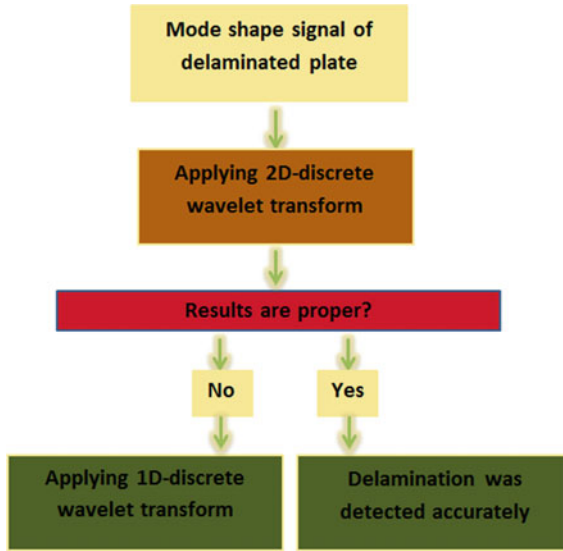 Mode shape signal of
delaminated plate
Applying 2D-discrete
wavelet transform
Results are proper?
No
Yes
Applying 1D-discrete
wavelet transform
Delamination was
detected accurately